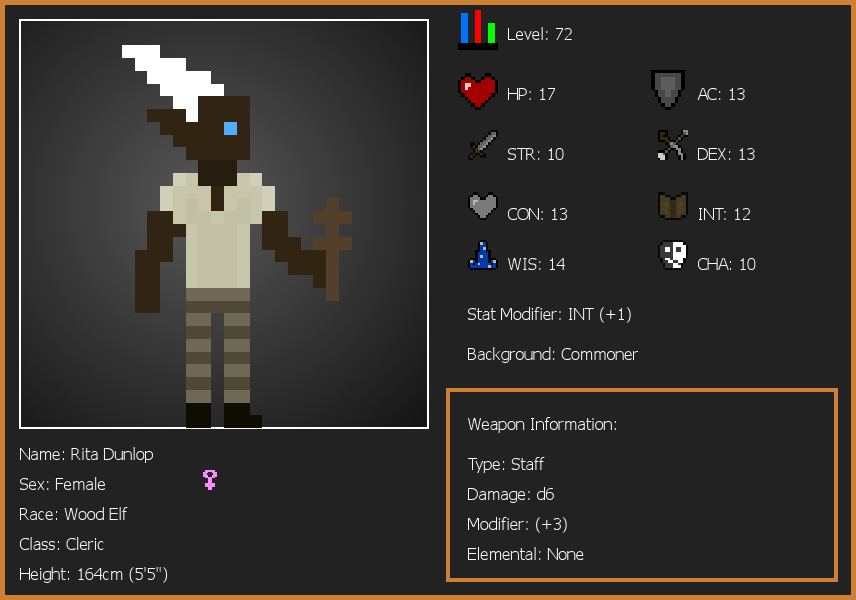 Level: 72
HP: 17
AC: 13
STR: 10
DEX: 13
CON: 13
INT: 12
WIS: 14
CHA: 10
Stat Modifier: INT (+1)
Background: Commoner
Weapon Information:
Type: Staff
Damage: d6
Modifier: (+3)
Elemental: None
Name: Rita Dunlop
Sex: Female
Race: Wood Elf
Class: Cleric
Height: 164cm (5'5")